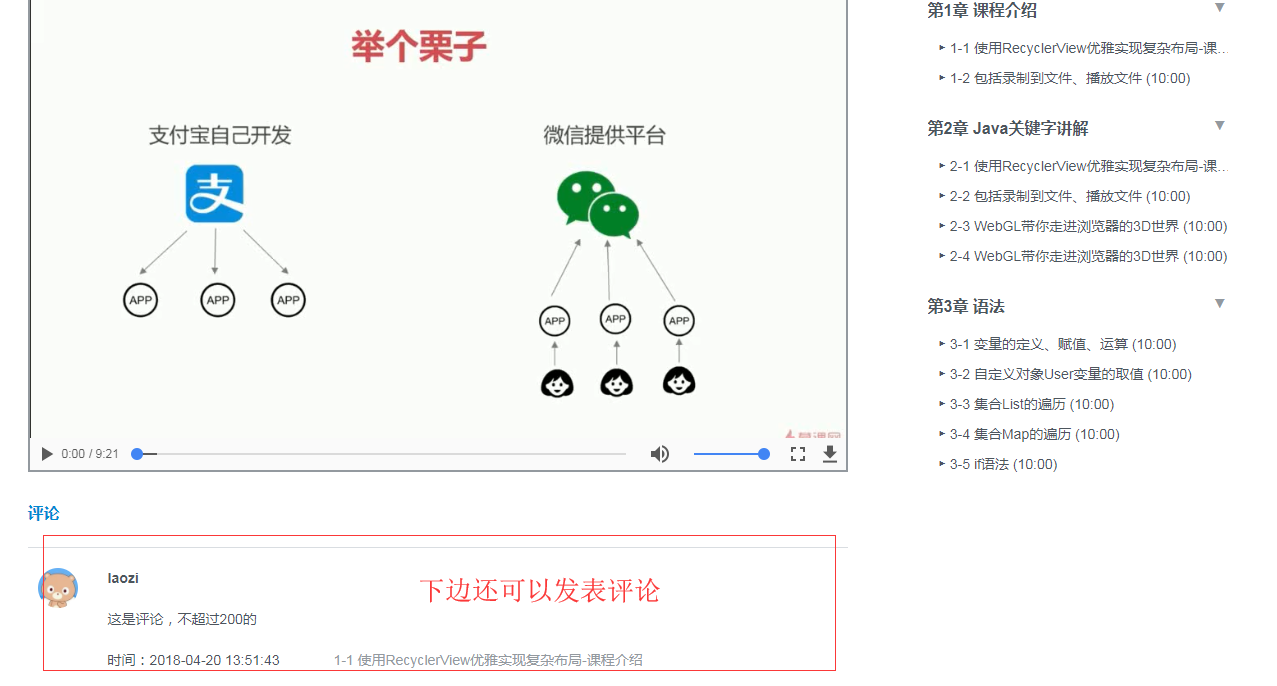 举个栗子
支付宝自己开发
微信提供平台
支
APP APP APP
APP APP APP
0:00 / 9:21
第1章 课程介绍
1-1 使用RecyclerView优雅实现复杂布局-课...
1-2 包括录制到文件、播放文件 (10:00)
第2章 Java关键字讲解
2-1 使用RecyclerView优雅实现复杂布局-课...
2-2 包括录制到文件、播放文件 (10:00)
2-3 WebGL带你走进浏览器的3D世界 (10:00)
2-4 WebGL带你走进浏览器的3D世界 (10:00)
第3章 语法
3-1 变量的定义、赋值、运算 (10:00)
3-2 自定义对象User变量的取值 (10:00)
3-3 集合List的遍历 (10:00)
3-4 集合Map的遍历 (10:00)
3-5 if语法 (10:00)
评论
laozi
下边还可以发表评论
这是评论，不超过200的
时间：2018-04-20 13:51:43
1-1 使用RecyclerView优雅实现复杂布局-课程介绍